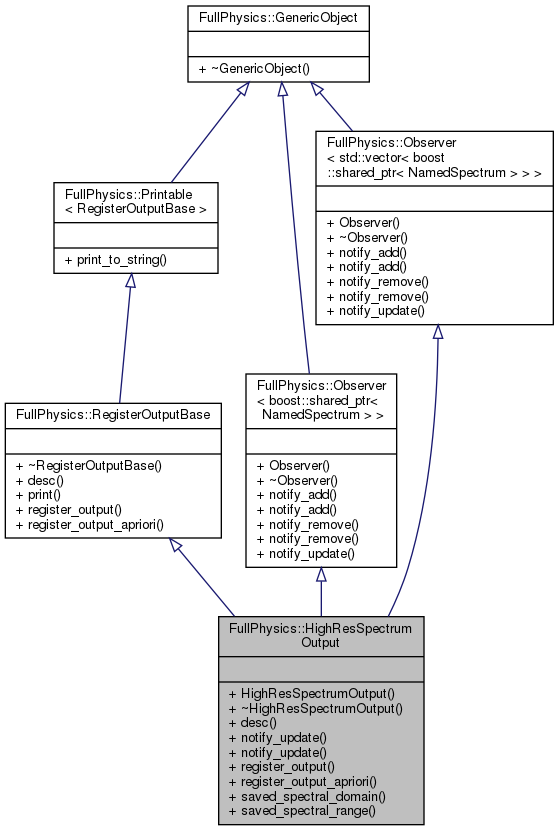 FullPhysics::GenericObject
+ ~GenericObject()
FullPhysics::Observer
< std::vector< boost
::shared_ptr< NamedSpectrum > > >
+ Observer()
+ ~Observer()
+ notify_add()
+ notify_add()
+ notify_remove()
+ notify_remove()
+ notify_update()
FullPhysics::Printable
< RegisterOutputBase >
+ print_to_string()
FullPhysics::Observer
< boost::shared_ptr<
NamedSpectrum > >
+ Observer()
+ ~Observer()
+ notify_add()
+ notify_add()
+ notify_remove()
+ notify_remove()
+ notify_update()
FullPhysics::RegisterOutputBase
+ ~RegisterOutputBase()
+ desc()
+ print()
+ register_output()
+ register_output_apriori()
FullPhysics::HighResSpectrum
Output
+ HighResSpectrumOutput()
+ ~HighResSpectrumOutput()
+ desc()
+ notify_update()
+ notify_update()
+ register_output()
+ register_output_apriori()
+ saved_spectral_domain()
+ saved_spectral_range()